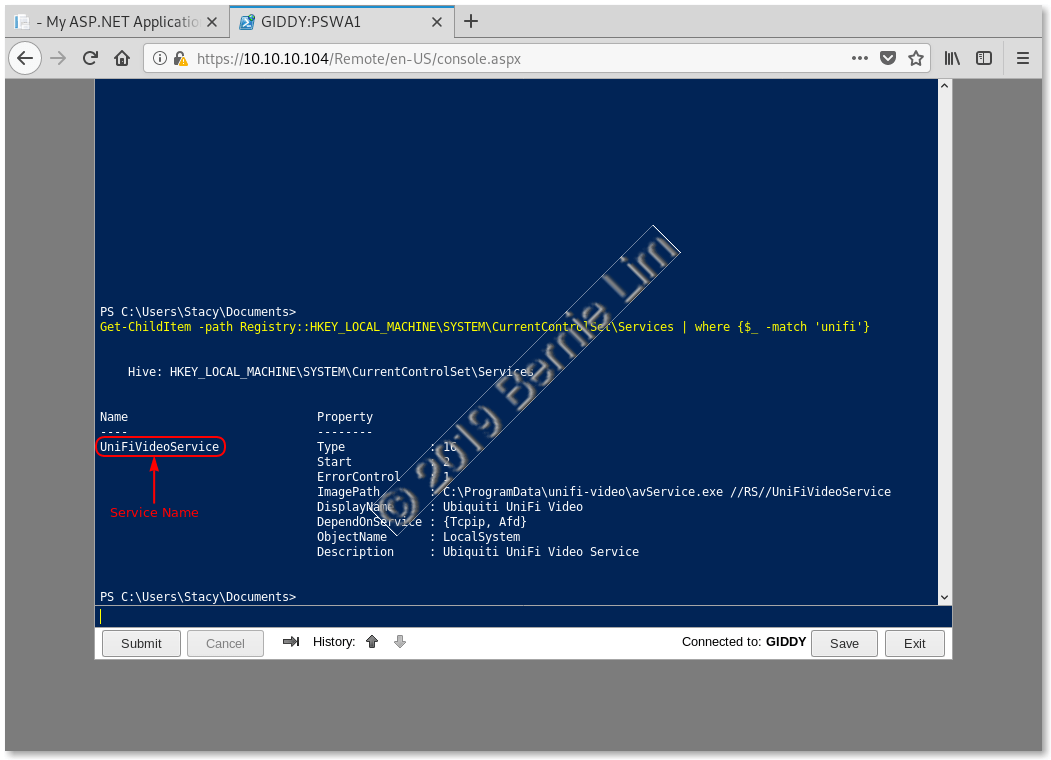 - My ASP.NET Applicatio
GIDDY:PSWA1
https://10.10.10.104/Remote/en-US/console.aspx
PS C:\Users\Stacy\Documents>
Get-ChildItem -path Registry::HKEY_LOCAL_MACHINE\SYSTEM\CurrentControlSet\Services | where {$_ -match 'unifi'}
Hive: HKEY_LOCAL_MACHINE\SYSTEM\CurrentControlSet\Services
Name Property
---- --------
UniFiVideoService Type : 16
Start : 2
ErrorControl : 1
ImagePath : C:\ProgramData\unifi-video\avService.exe //RS//UniFiVideoService
DisplayName : Ubiquiti UniFi Video
DependOnService : {Tcpip, Afd}
ObjectName : LocalSystem
Description : Ubiquiti UniFi Video Service
Service Name
© 2019 Bernie Lim
PS C:\Users\Stacy\Documents>
Submit Cancel History: Connected to: GIDDY Save Exit